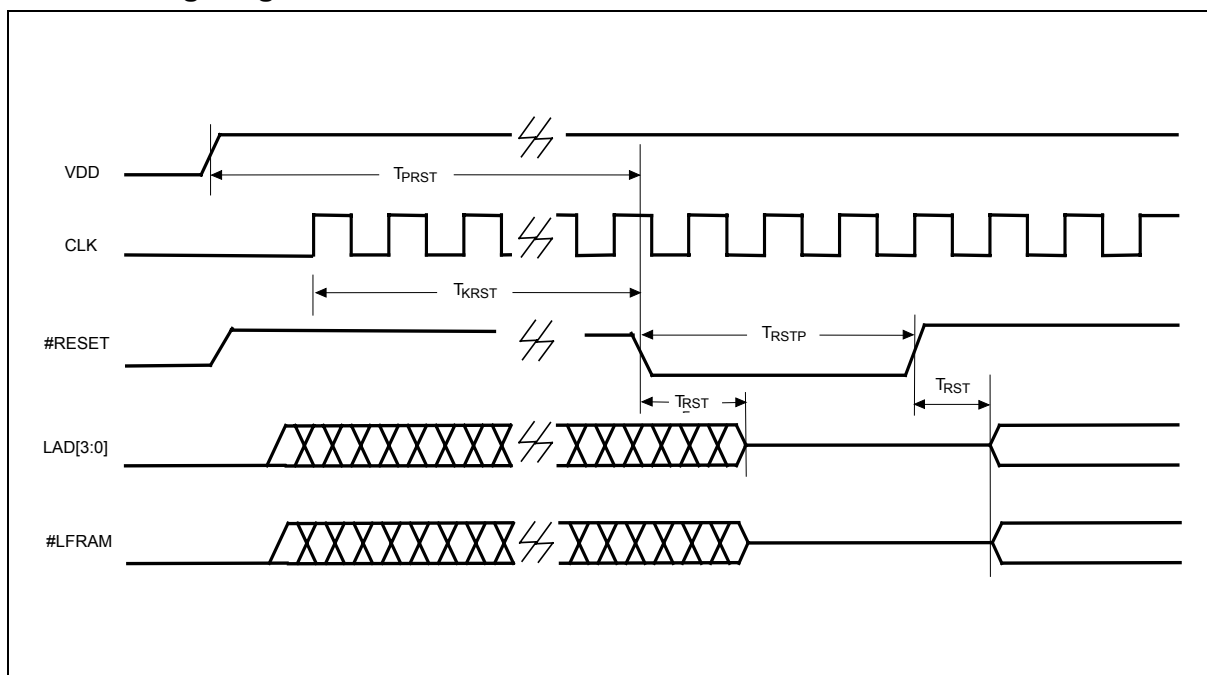 VDD
TPRST
CLK
TKRST
#RESET
TRSTP
TRST
TRST
LAD[3:0]
#LFRAM